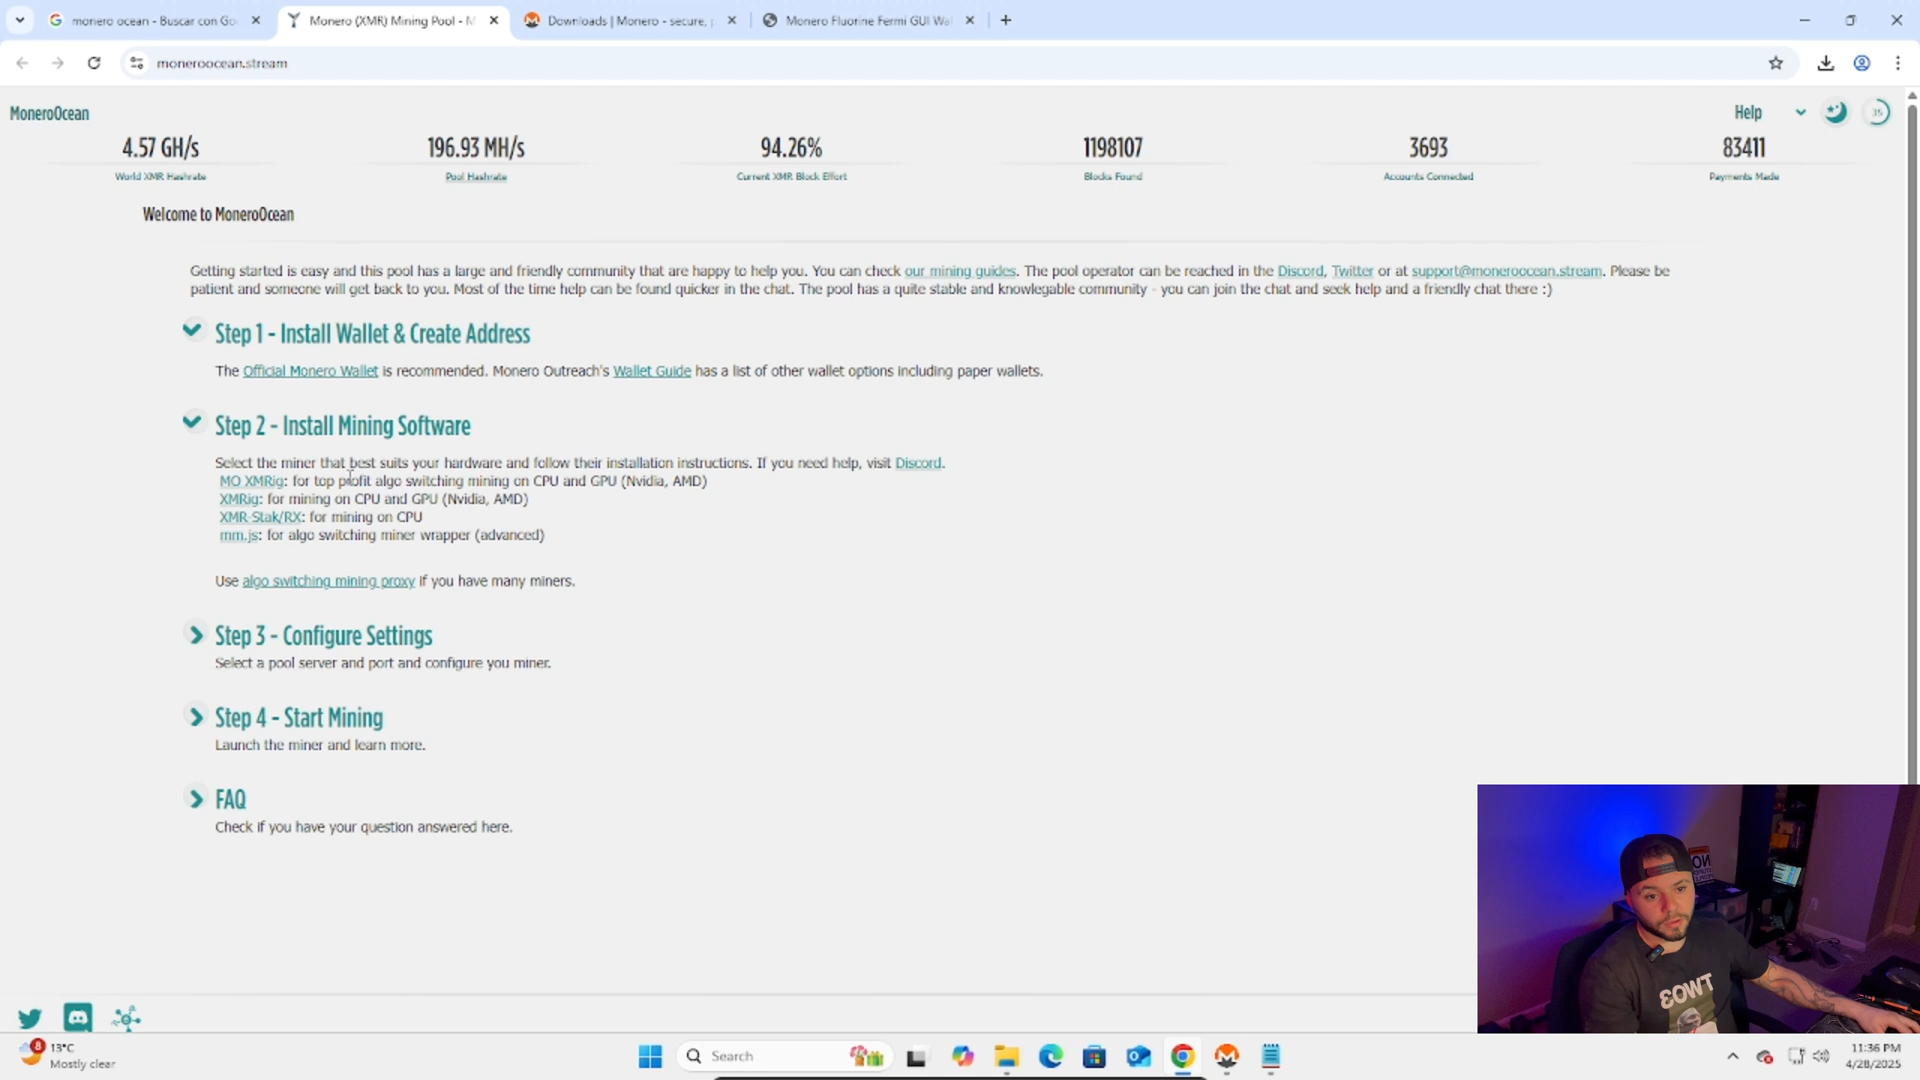 monero ocean - Buscar con Go
Monero (XMR) Mining Pool - M
Downloads | Monero - secure, p
Monero Fluorine Fermi GUI Wal
moneroocean.stream
MoneroOcean
Help
35
4.57 GH/s
196.93 MH/s
94.26%
1198107
3693
83411
World XMR Hashrate
Pool Hashrate
Current XMR Block Effort
Blocks Found
Accounts Connected
Payments Made
Welcome to MoneroOcean
Getting started is easy and this pool has a large and friendly community that are happy to help you. You can check our mining guides. The pool operator can be reached in the Discord, Twitter or at support@moneroocean.stream. Please be
patient and someone will get back to you. Most of the time help can be found quicker in the chat. The pool has a quite stable and knowlegable community - you can join the chat and seek help and a friendly chat there :)
Step 1 - Install Wallet & Create Address
The Official Monero Wallet is recommended. Monero Outreach's Wallet Guide has a list of other wallet options including paper wallets.
Step 2 - Install Mining Software
Select the miner that best suits your hardware and follow their installation instructions. If you need help, visit Discord.
MO XMRig: for top profit algo switching mining on CPU and GPU (Nvidia, AMD)
XMRig: for mining on CPU and GPU (Nvidia, AMD)
XMR-Stak/RX: for mining on CPU
mm.js: for algo switching miner wrapper (advanced)
Use algo switching mining proxy if you have many miners.
Step 3 - Configure Settings
Select a pool server and port and configure you miner.
Step 4 - Start Mining
Launch the miner and learn more.
FAQ
Check if you have your question answered here.
8
13°C
Mostly clear
Search
11:36 PM
4/28/2025